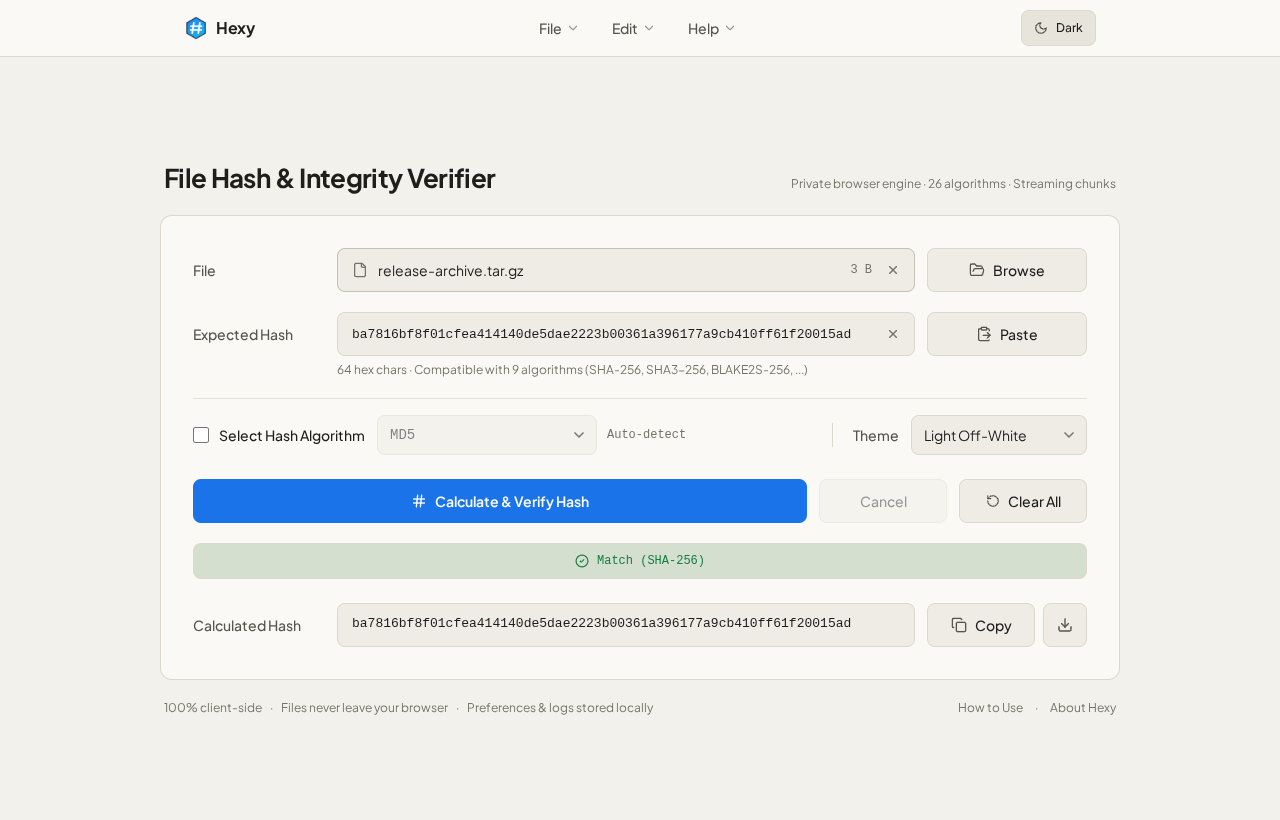 Hexy
File
Edit
Help
Dark
File Hash & Integrity Verifier
Private browser engine · 26 algorithms · Streaming chunks
File
release-archive.tar.gz
3 B
Browse
Expected Hash
ba7816bf8f01cfea414140de5dae2223b00361a396177a9cb410ff61f20015ad
Paste
64 hex chars · Compatible with 9 algorithms (SHA-256, SHA3-256, BLAKE2S-256, ...)
Select Hash Algorithm
MD5
Auto-detect
Theme
Light Off-White
Calculate & Verify Hash
Cancel
Clear All
Match (SHA-256)
Calculated Hash
ba7816bf8f01cfea414140de5dae2223b00361a396177a9cb410ff61f20015ad
Copy
100% client-side · Files never leave your browser · Preferences & logs stored locally
How to Use · About Hexy